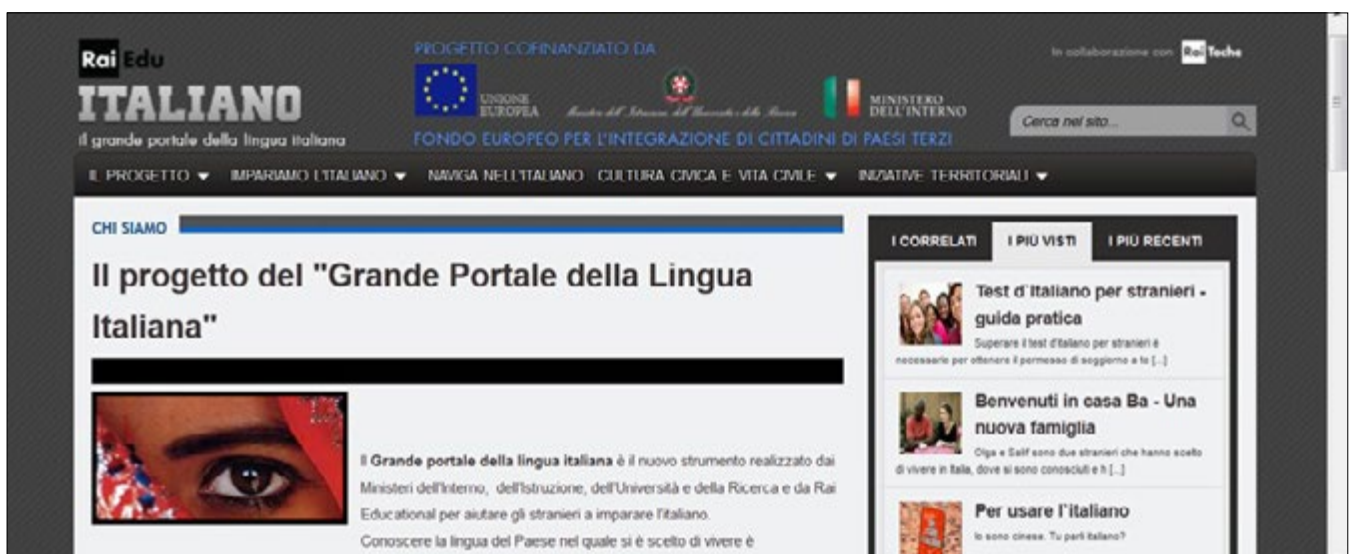 Rai Edu
ITALIANO
il grande portale della lingua italiana
PROGETTO COFINANZIATO DA
UNIONE
EUROPEA
MINISTERO
DELL'INTERNO
FONDO EUROPEO PER L'INTEGRAZIONE DI CITTADINI DI PAESI TERZI
In collaborazione con Rai Teche
Cerca nel sito...
IL PROGETTO IMPARIAMO L'ITALIANO NAVIGA NELL'ITALIANO CULTURA CIVICA E VITA CIVILE INIZIATIVE TERRITORIALI
CHI SIAMO
Il progetto del "Grande Portale della Lingua
Italiana"
Il Grande portale della lingua italiana è il nuovo strumento realizzato dai
Ministeri dell'Interno, dell'Istruzione, dell'Università e della Ricerca e da Rai
Educational per aiutare gli stranieri a imparare l'italiano.
Conoscere la lingua del Paese nel quale si è scelto di vivere è
I CORRELATI I PIÙ VISTI I PIÙ RECENTI
Test d'Italiano per stranieri -
guida pratica
Superare il test d'italiano per stranieri è
necessario per ottenere il permesso di soggiorno a te [...]
Benvenuti in casa Ba - Una
nuova famiglia
Olga e Salif sono due stranieri che hanno scelto
di vivere in Italia, dove si sono conosciuti e h [...]
Per usare l'italiano
Io sono cinese. Tu parli italiano?